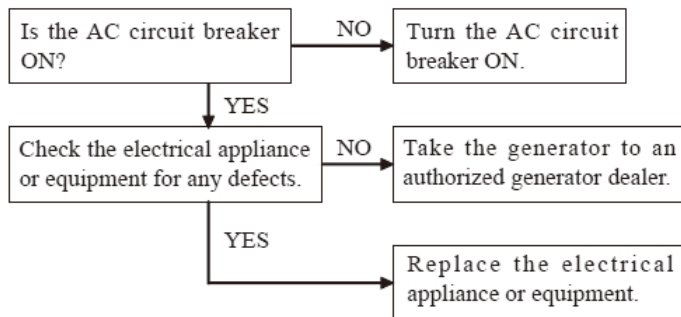 Is the AC circuit breaker
ON?
NO
Turn the AC circuit
breaker ON.
YES
Check the electrical appliance
or equipment for any defects.
NO
Take the generator to an
authorized generator dealer.
YES
Replace the electrical
appliance or equipment.